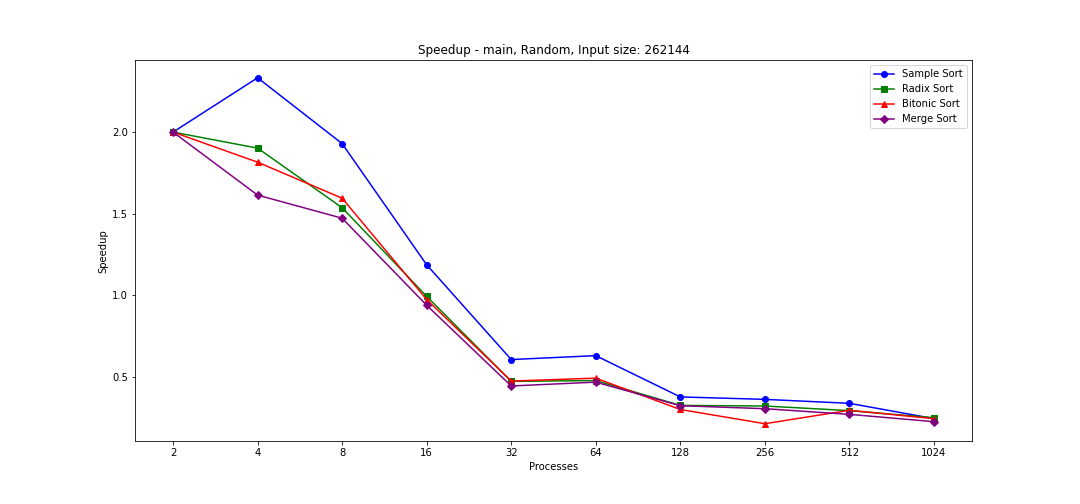 Speedup - main, Random, Input size: 262144
Sample Sort
Radix Sort
Bitonic Sort
Merge Sort
Speedup
2.0
1.5
1.0
0.5
2 4 8 16 32 64 128 256 512 1024
Processes